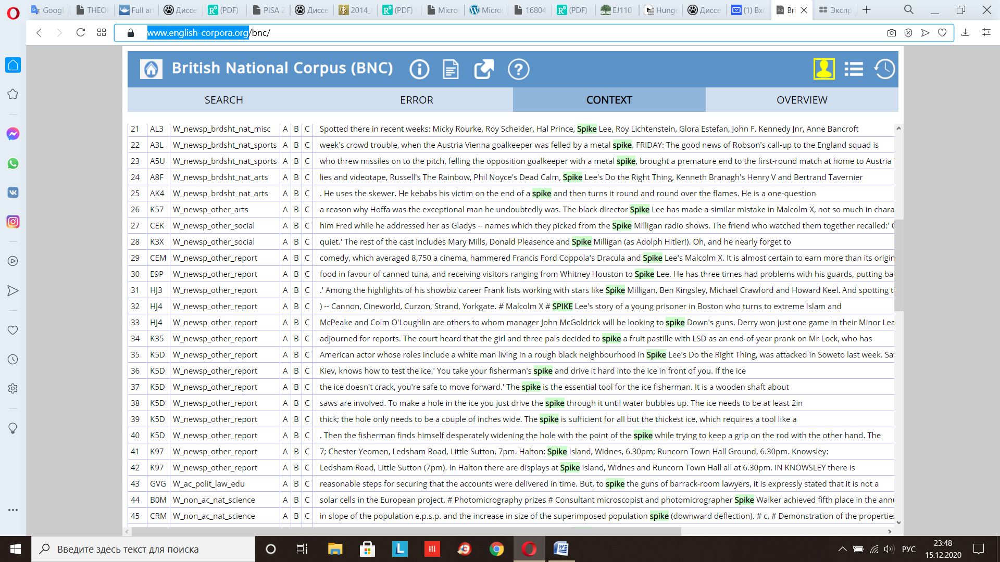 Googl
THEOF
Full ar
Диссе
(PDF)
PISA 2
Диссе
2014_
(PDF)
Micro
Micro
16804
(PDF)
EJ110
Hunge
Диссе
(1) Вх
Bri
Экспр
www.english-corpora.org/bnc/
British National Corpus (BNC)
SEARCH ERROR CONTEXT OVERVIEW
21 AL3 W_newsp_brdsht_nat_misc A B C Spotted there in recent weeks: Micky Rourke, Roy Scheider, Hal Prince, Spike Lee, Roy Lichtenstein, Glora Estefan, John F. Kennedy Jnr, Anne Bancroft
22 A3L W_newsp_brdsht_nat_sports A B C week's crowd trouble, when the Austria Vienna goalkeeper was felled by a metal spike. FRIDAY: The good news of Robson's call-up to the England squad is
23 A5U W_newsp_brdsht_nat_sports A B C who threw missiles on to the pitch, felling the opposition goalkeeper with a metal spike, brought a premature end to the first-round match at home to Austria
24 A8F W_newsp_brdsht_nat_arts A B C lies and videotape, Russell's The Rainbow, Phil Noyce's Dead Calm, Spike Lee's Do the Right Thing, Kenneth Branagh's Henry V and Bertrand Tavernier
25 AK4 W_newsp_brdsht_nat_arts A B C . He uses the skewer. He kebabs his victim on the end of a spike and then turns it round and round over the flames. He is a one-question
26 K57 W_newsp_other_arts A B C a reason why Hoffa was the exceptional man he undoubtedly was. The black director Spike Lee has made a similar mistake in Malcolm X, not so much in chara
27 CEK W_newsp_other_social A B C him Fred while he addressed her as Gladys -- names which they picked from the Spike Milligan radio shows. The friend who watched them together recalled:'
28 K3X W_newsp_other_social A B C quiet.' The rest of the cast includes Mary Mills, Donald Pleasence and Spike Milligan (as Adolph Hitler!). Oh, and he nearly forget to
29 CEM W_newsp_other_report A B C comedy, which averaged 8,750 a cinema, hammered Francis Ford Coppola's Dracula and Spike Lee's Malcolm X. It is almost certain to earn more than its origin
30 E9P W_newsp_other_report A B C food in favour of canned tuna, and receiving visitors ranging from Whitney Houston to Spike Lee. He has three times had problems with his guards, putting ba
31 HJ3 W_newsp_other_report A B C .' Among the highlights of his showbiz career Frank lists working with stars like Spike Milligan, Ben Kingsley, Michael Crawford and Howard Keel. And spotting ta
32 HJ4 W_newsp_other_report A B C ) -- Cannon, Cineworld, Curzon, Strand, Yorkgate. # Malcolm X # SPIKE Lee's story of a young prisoner in Boston who turns to extreme Islam and
33 HJ4 W_newsp_other_report A B C McPeake and Colm O'Loughlin are others to whom manager John McGoldrick will be looking to spike Down's guns. Derry won just one game in their Minor Lea
34 K35 W_newsp_other_report A B C adjourned for reports. The court heard that the girl and three pals decided to spike a fruit pastille with LSD as an end-of-year prank on Mr Lock, who has
35 K5D W_newsp_other_report A B C American actor whose roles include a white man living in a rough black neighbourhood in Spike Lee's Do the Right Thing, was attacked in Soweto last week. Sav
36 K5D W_newsp_other_report A B C Kiev, knows how to test the ice.' You take your fisherman's spike and drive it hard into the ice in front of you. If the ice
37 K5D W_newsp_other_report A B C the ice doesn't crack, you're safe to move forward.' The spike is the essential tool for the ice fisherman. It is a wooden shaft about
38 K5D W_newsp_other_report A B C saws are involved. To make a hole in the ice you just drive the spike through it until water bubbles up. The ice needs to be at least 2in
39 K5D W_newsp_other_report A B C thick; the hole only needs to be a couple of inches wide. The spike is sufficient for all but the thickest ice, which requires a tool like a
40 K5D W_newsp_other_report A B C . Then the fisherman finds himself desperately widening the hole with the point of the spike while trying to keep a grip on the rod with the other hand. The
41 K97 W_newsp_other_report A B C 7; Chester Yeomen, Ledsham Road, Little Sutton, 7pm. Halton: Spike Island, Widnes, 6.30pm; Runcorn Town Hall Ground, 6.30pm. Knowsley:
42 K97 W_newsp_other_report A B C Ledsham Road, Little Sutton (7pm). In Halton there are displays at Spike Island, Widnes and Runcorn Town Hall all at 6.30pm. IN KNOWSLEY there is
43 GVG W_ac_polit_law_edu A B C reasonable steps for securing that the accounts were delivered in time. But, to spike the guns of barrack-room lawyers, it is expressly stated that it is not a
44 B0M W_non_ac_nat_science A B C solar cells in the European project. # Photomicrography prizes # Consultant microscopist and photomicrographer Spike Walker achieved fifth place in the annu
45 CRM W_non_ac_nat_science A B C in slope of the population e.p.s.p. and the increase in size of the superimposed population spike (downward deflection). # c, # Demonstration of the properties
Введите здесь текст для поиска
РУС
23:48
15.12.2020